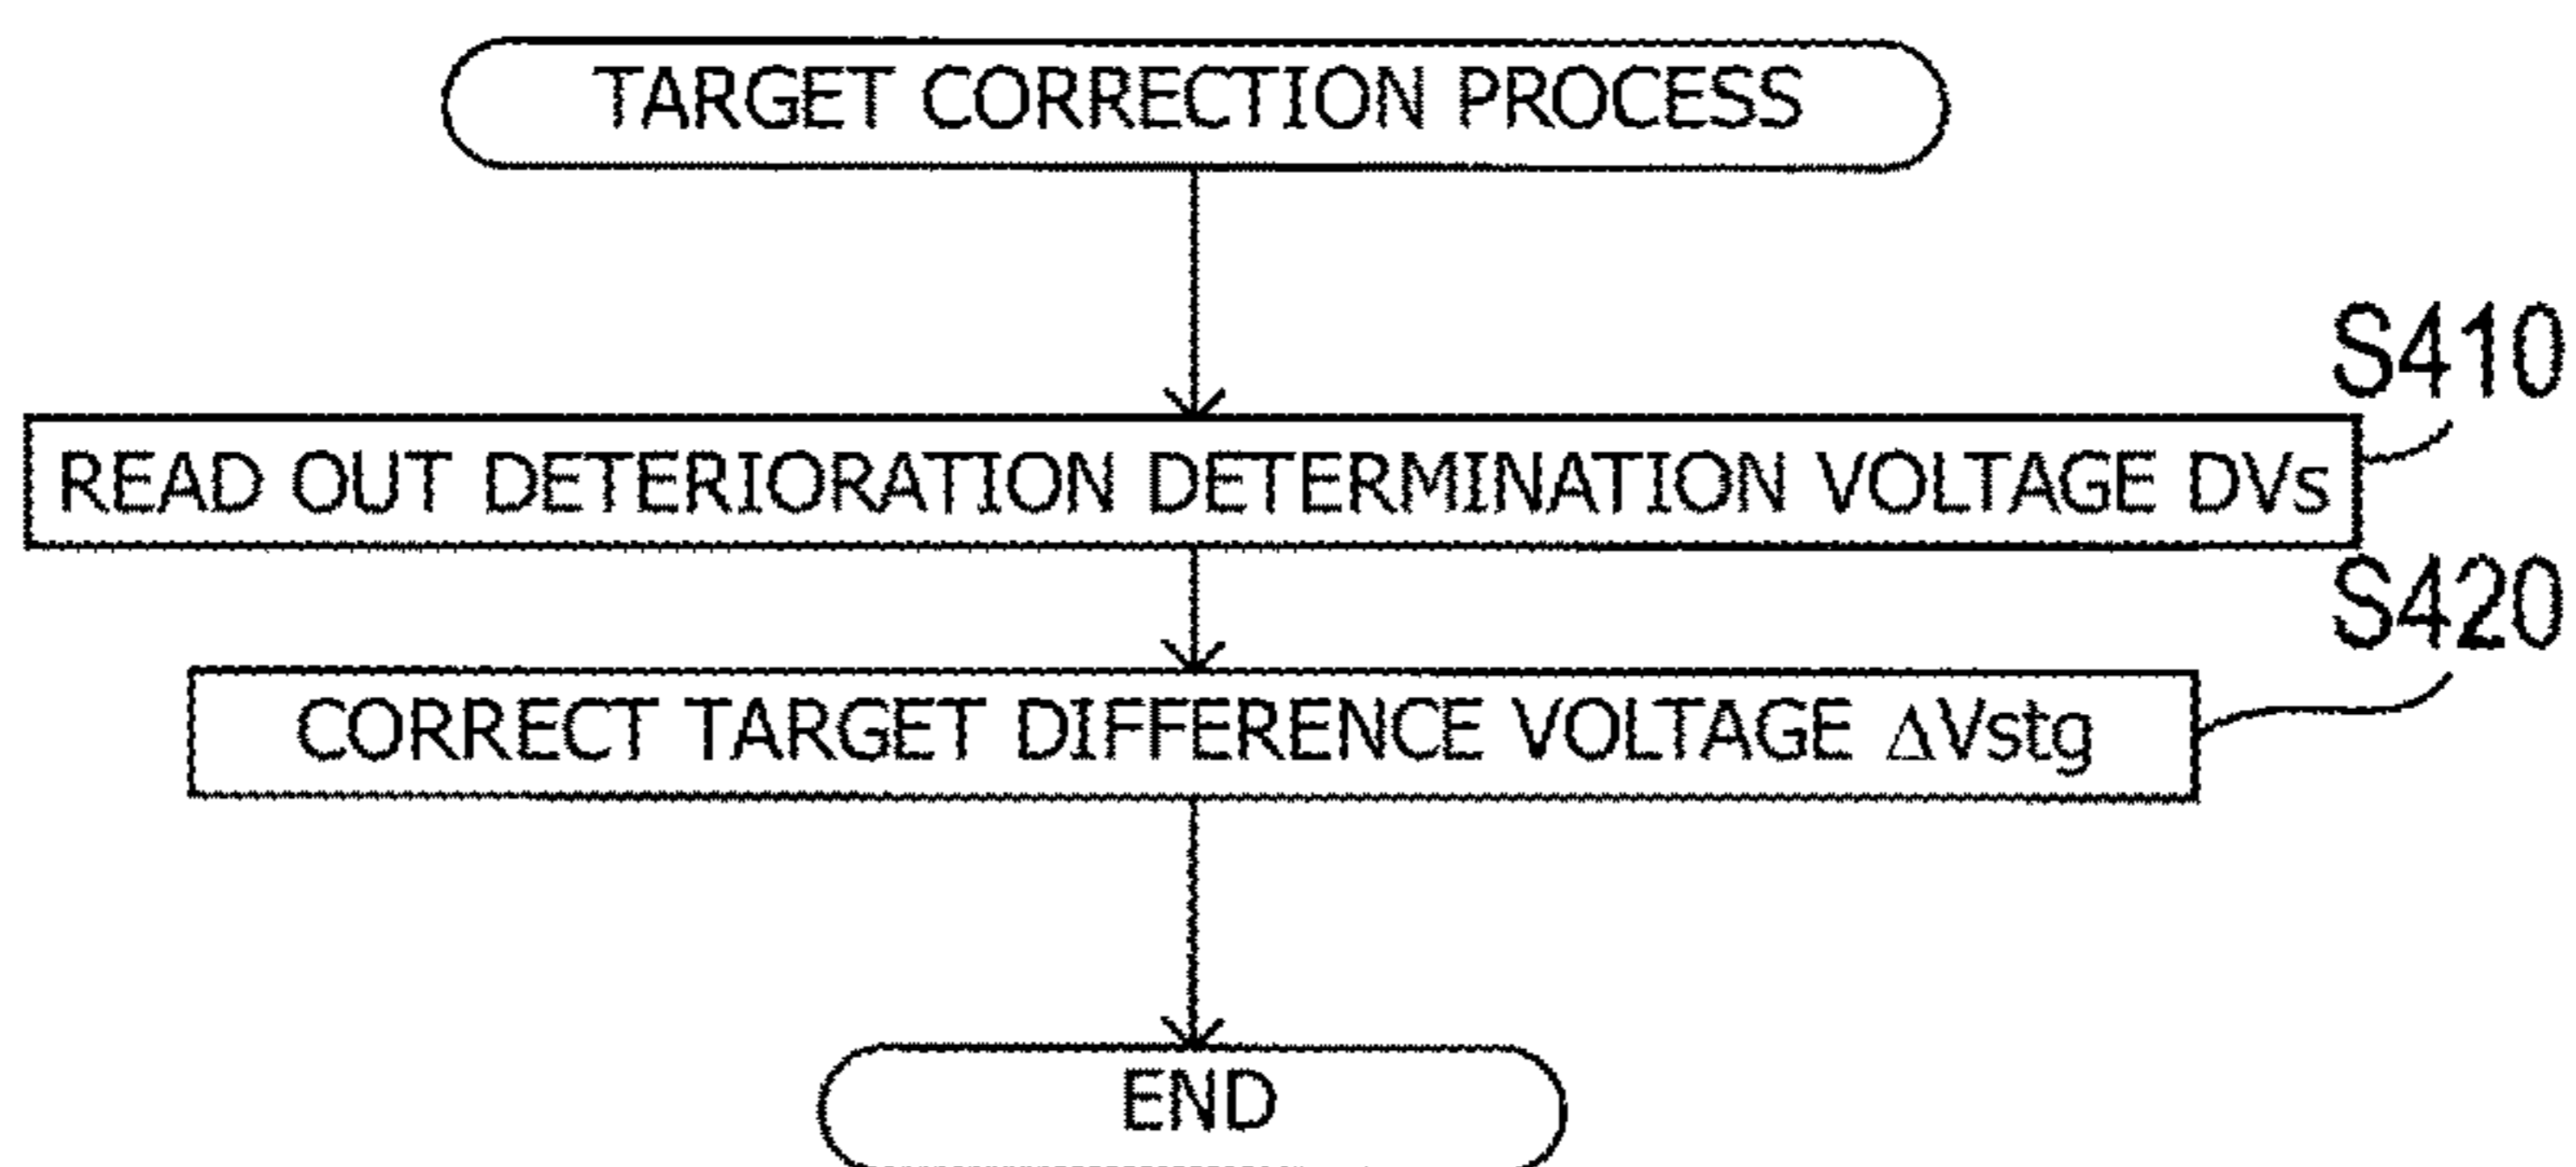 TARGET CORRECTION PROCESS
S410
READ OUT DETERIORATION DETERMINATION VOLTAGE DVs
S420
CORRECT TARGET DIFFERENCE VOLTAGE ΔVstg
END